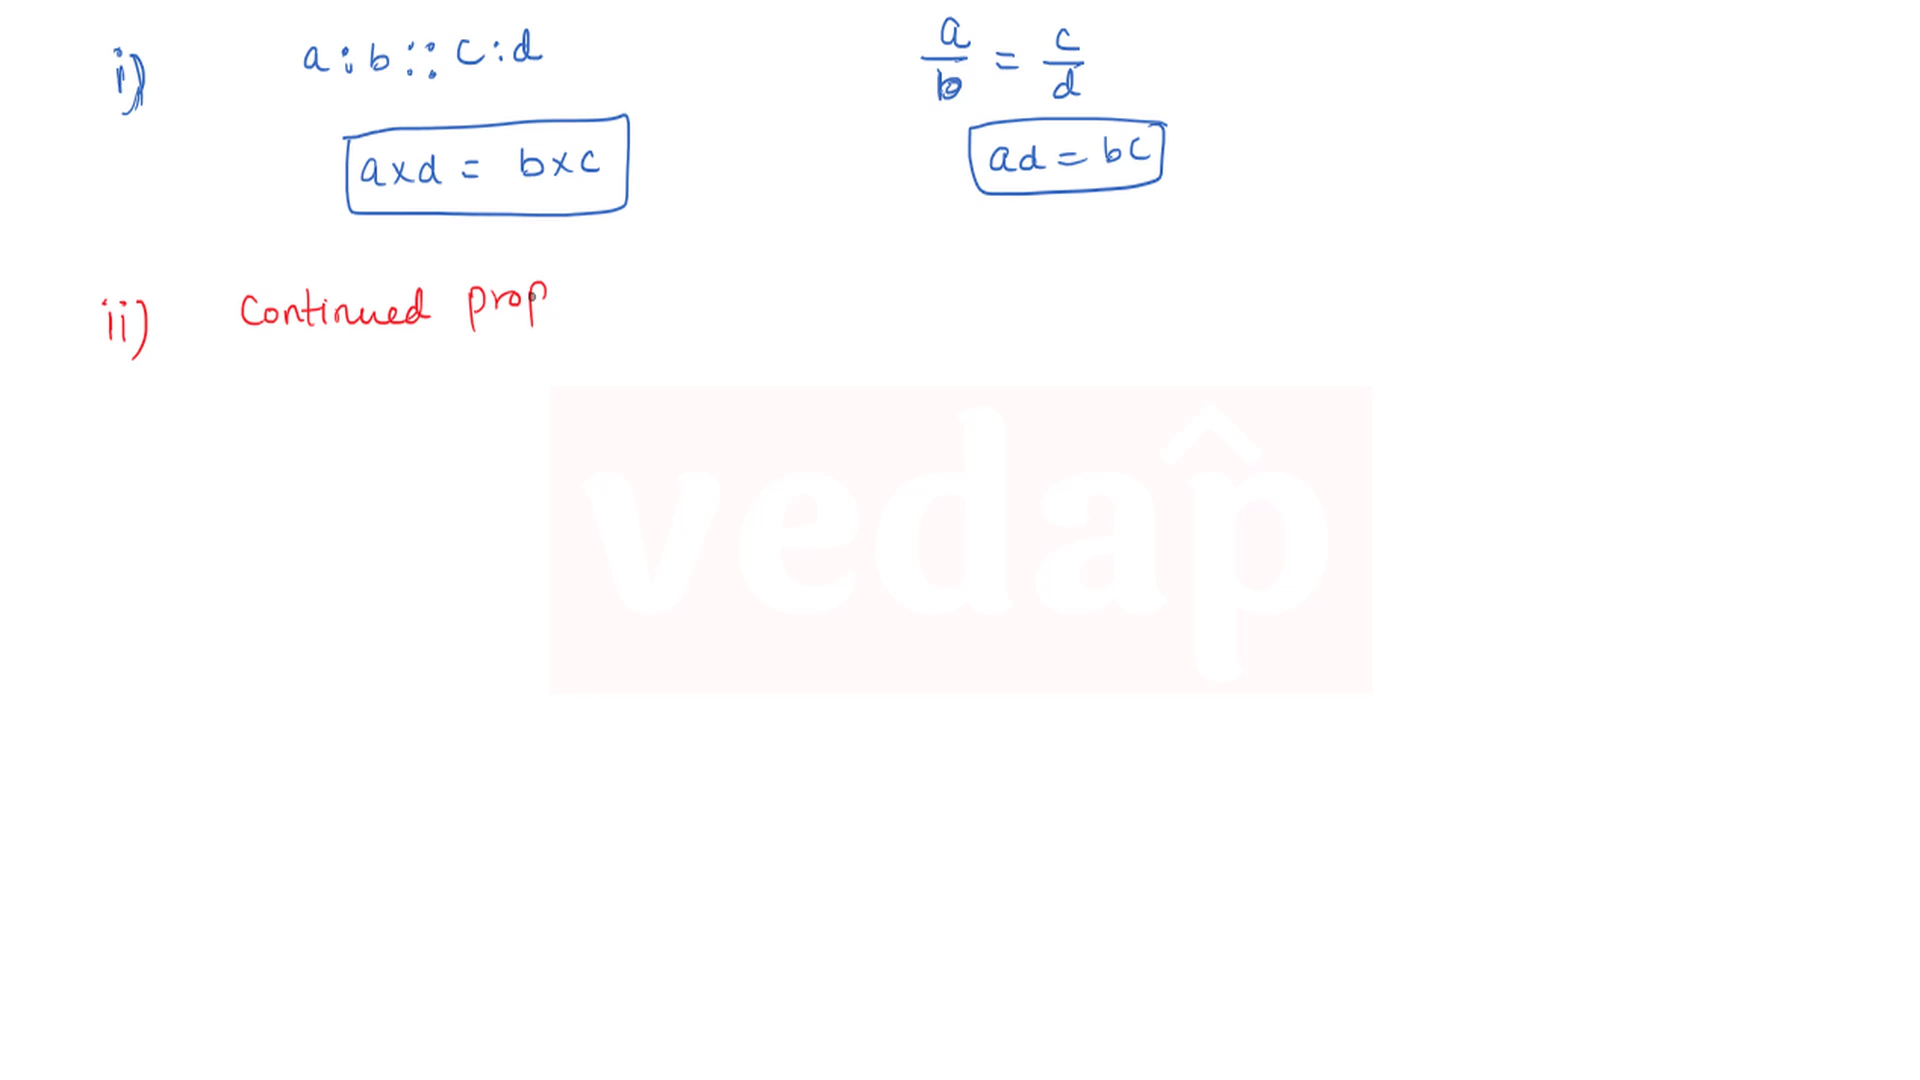 i) a : b :: c : d
a/b = c/d
a x d = b x c
ad = bc
ii) Continued prop
vedap̂